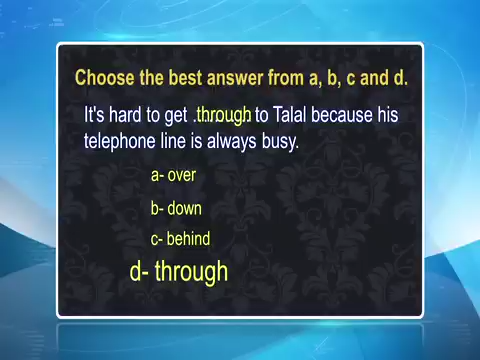 Choose the best answer from a, b, c and d.
It's hard to get .through to Talal because his
telephone line is always busy.
a- over
b- down
c- behind
d- through